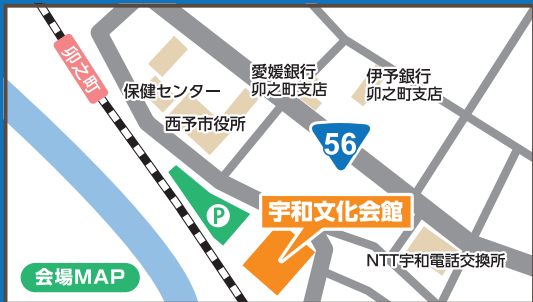 卯之町
保健センター
愛媛銀行
卯之町支店
伊予銀行
卯之町支店
西予市役所
56
P
宇和文化会館
NTT宇和電話交換所
会場MAP